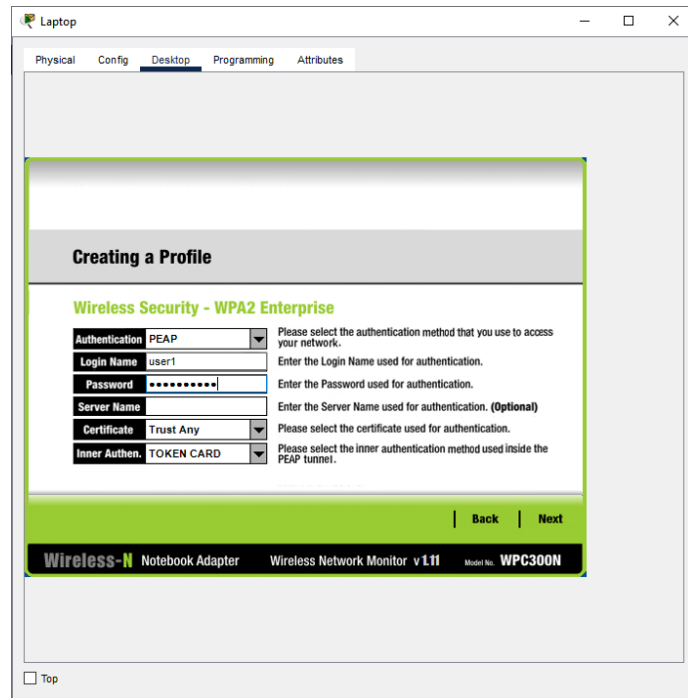 Laptop
Physical Config Desktop Programming Attributes
Creating a Profile
Wireless Security - WPA2 Enterprise
Authentication PEAP Please select the authentication method that you use to access
your network.
Login Name user1 Enter the Login Name used for authentication.
Password •••••••••• Enter the Password used for authentication.
Server Name Enter the Server Name used for authentication. (Optional)
Certificate Trust Any Please select the certificate used for authentication.
Inner Authen. TOKEN CARD Please select the inner authentication method used inside the
PEAP tunnel.
Back Next
Wireless-N Notebook Adapter Wireless Network Monitor v 1.11 Model No. WPC300N
Top